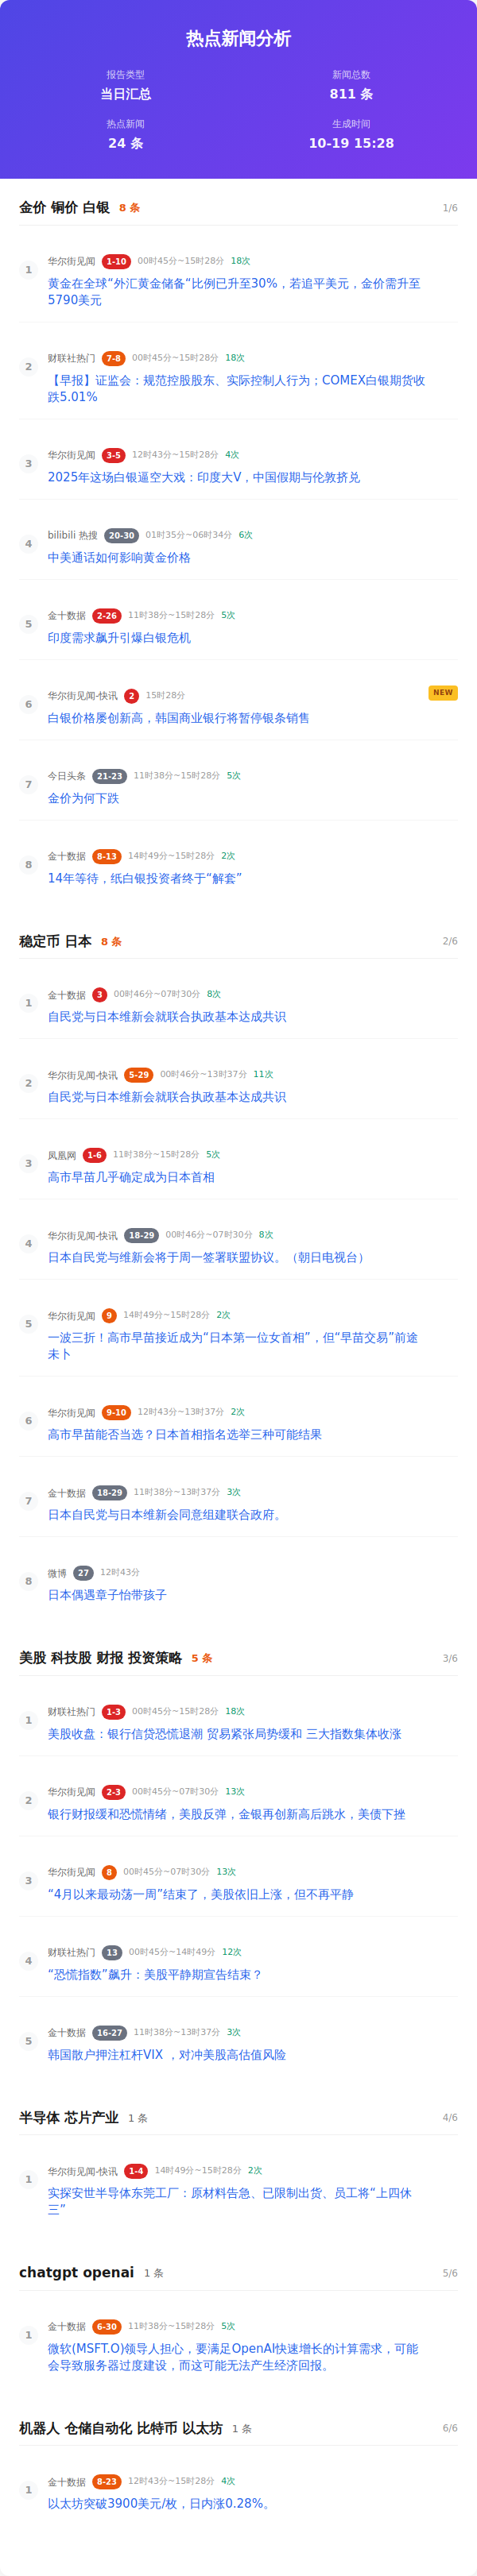 热点新闻分析
报告类型
新闻总数
当日汇总
811 条
热点新闻
生成时间
24 条
10-19 15:28
金价 铜价 白银 8 条 1/6
1
华尔街见闻 1-10 00时45分~15时28分 18次
黄金在全球“外汇黄金储备”比例已升至30%，若追平美元，金价需升至
5790美元
2
财联社热门 7-8 00时45分~15时28分 18次
【早报】证监会：规范控股股东、实际控制人行为；COMEX白银期货收
跌5.01%
3
华尔街见闻 3-5 12时43分~15时28分 4次
2025年这场白银逼空大戏：印度大V，中国假期与伦敦挤兑
4
bilibili 热搜 20-30 01时35分~06时34分 6次
中美通话如何影响黄金价格
5
金十数据 2-26 11时38分~15时28分 5次
印度需求飙升引爆白银危机
6
华尔街见闻-快讯 2 15时28分 NEW
白银价格屡创新高，韩国商业银行将暂停银条销售
7
今日头条 21-23 11时38分~15时28分 5次
金价为何下跌
8
金十数据 8-13 14时49分~15时28分 2次
14年等待，纸白银投资者终于“解套”
稳定币 日本 8 条 2/6
1
金十数据 3 00时46分~07时30分 8次
自民党与日本维新会就联合执政基本达成共识
2
华尔街见闻-快讯 5-29 00时46分~13时37分 11次
自民党与日本维新会就联合执政基本达成共识
3
凤凰网 1-6 11时38分~15时28分 5次
高市早苗几乎确定成为日本首相
4
华尔街见闻-快讯 18-29 00时46分~07时30分 8次
日本自民党与维新会将于周一签署联盟协议。（朝日电视台）
5
华尔街见闻 9 14时49分~15时28分 2次
一波三折！高市早苗接近成为“日本第一位女首相”，但“早苗交易”前途
未卜
6
华尔街见闻 9-10 12时43分~13时37分 2次
高市早苗能否当选？日本首相指名选举三种可能结果
7
金十数据 18-29 11时38分~13时37分 3次
日本自民党与日本维新会同意组建联合政府。
8
微博 27 12时43分
日本偶遇章子怡带孩子
美股 科技股 财报 投资策略 5 条 3/6
1
财联社热门 1-3 00时45分~15时28分 18次
美股收盘：银行信贷恐慌退潮 贸易紧张局势缓和 三大指数集体收涨
2
华尔街见闻 2-3 00时45分~07时30分 13次
银行财报缓和恐慌情绪，美股反弹，金银再创新高后跳水，美债下挫
3
华尔街见闻 8 00时45分~07时30分 13次
“4月以来最动荡一周”结束了，美股依旧上涨，但不再平静
4
财联社热门 13 00时45分~14时49分 12次
“恐慌指数”飙升：美股平静期宣告结束？
5
金十数据 16-27 11时38分~13时37分 3次
韩国散户押注杠杆VIX ，对冲美股高估值风险
半导体 芯片产业 1 条 4/6
1
华尔街见闻-快讯 1-4 14时49分~15时28分 2次
实探安世半导体东莞工厂：原材料告急、已限制出货、员工将“上四休
三”
chatgpt openai 1 条 5/6
1
金十数据 6-30 11时38分~15时28分 5次
微软(MSFT.O)领导人担心，要满足OpenAI快速增长的计算需求，可能
会导致服务器过度建设，而这可能无法产生经济回报。
机器人 仓储自动化 比特币 以太坊 1 条 6/6
1
金十数据 8-23 12时43分~15时28分 4次
以太坊突破3900美元/枚，日内涨0.28%。